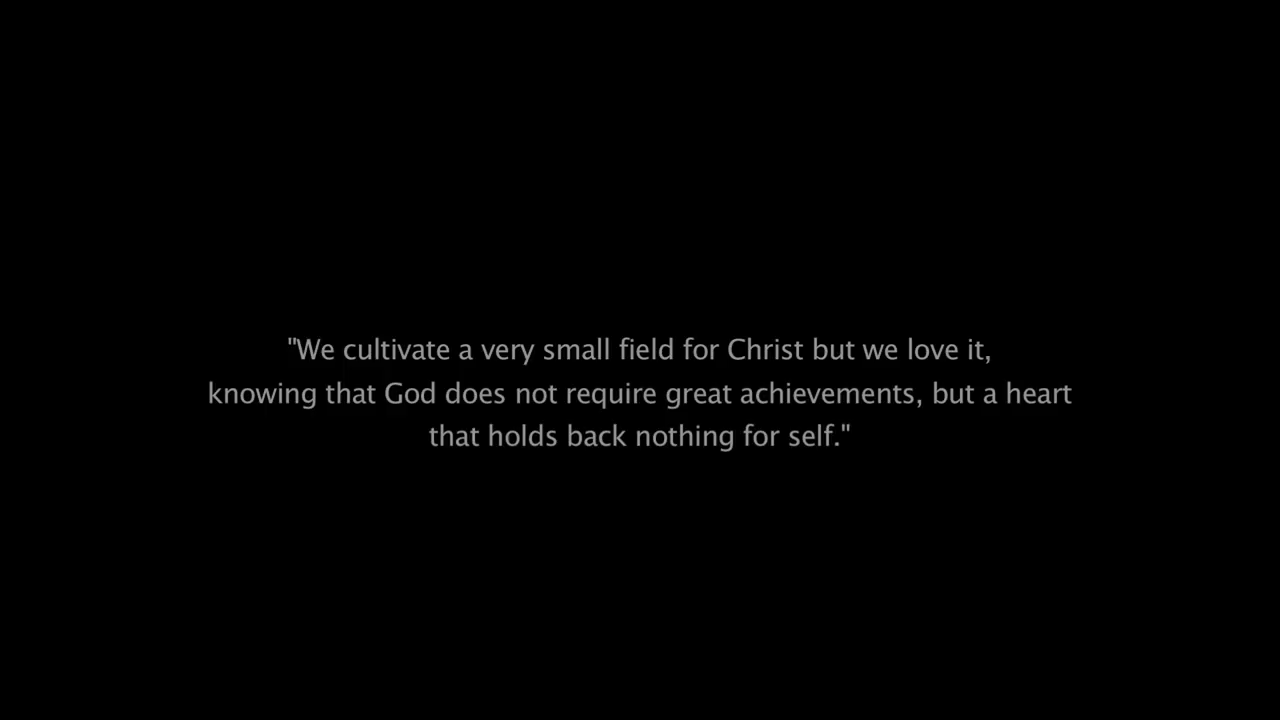 "We cultivate a very small field for Christ but we love it,
knowing that God does not require great achievements, but a heart
that holds back nothing for self."